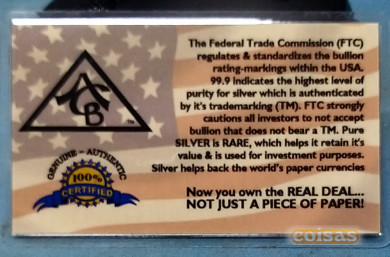 The Federal Trade Commission (FTC)
regulates & standardizes the bullion
rating-markings within the USA.
99.9 indicates the highest level of
purity for silver which is authenticated
by it's trademarking (TM). FTC strongly
cautions all investors to not accept
bullion that does not bear a TM. Pure
SILVER is RARE, which helps it retain it's
value & is used for investment purposes.
Silver helps back the world's paper currencies
Now you own the REAL DEAL...
NOT JUST A PIECE OF PAPER!
ACB
TM
GENUINE - AUTHENTIC
100%
CERTIFIED
coisas